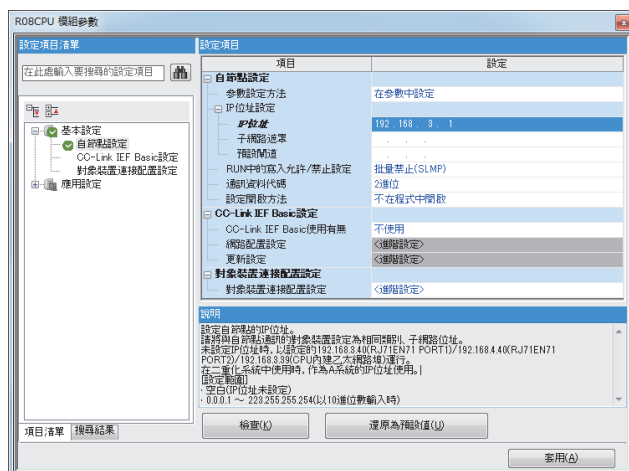 R08CPU 模組參數
設定項目清單
在此處輸入要搜尋的設定項目
基本設定
自節點設定
CC-Link IEF Basic設定
對象裝置連接配置設定
應用設定
項目清單 搜尋結果
設定項目
項目 設定
自節點設定
參數設定方法 在參數中設定
IP位址設定
IP位址 192 . 168 . 3 . 1
子網路遮罩 . . .
預設閘道 . . .
RUN中的寫入允許/禁止設定 批量禁止(SLMP)
通訊資料代碼 2進位
設定開啟方法 不在程式中開啟
CC-Link IEF Basic設定
CC-Link IEF Basic使用有無 不使用
網路配置設定 <進階設定>
更新設定 <進階設定>
對象裝置連接配置設定
對象裝置連接配置設定 <進階設定>
說明
設定自節點的IP位址。
請將與自節點通訊的對象裝置設定為相同類別、子網路位址。
未設定IP位址時，以設定的192.168.3.40(RJ71EN71 PORT1)/192.168.4.40(RJ71EN71
PORT2)/192.168.3.39(CPU內建乙太網路埠)運行。
在二重化系統中使用時，作為A系統的IP位址使用。
[設定範圍]
· 空白(IP位址未設定)
· 0.0.0.1 ～ 223.255.255.254(以10進位數輸入時)
檢查(K) 還原為預設值(U)
套用(A)